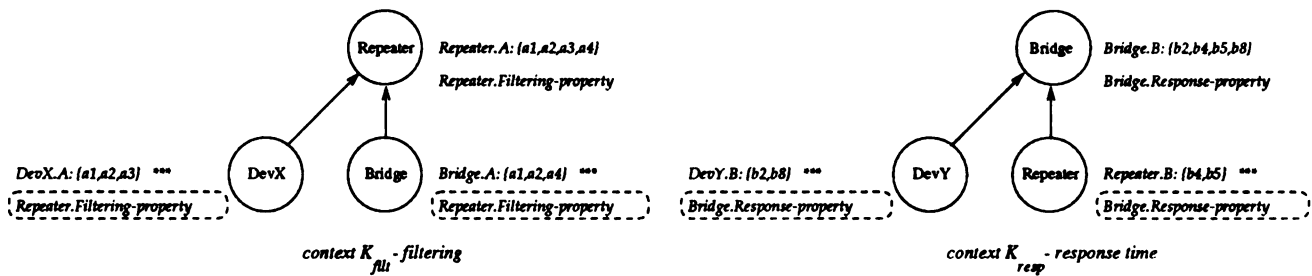 Repeater
Repeater.A: {a1,a2,a3,a4}
Repeater.Filtering-property
DevX.A: {a1,a2,a3} ***
Repeater.Filtering-property
DevX
Bridge
Bridge.A: {a1,a2,a4} ***
Repeater.Filtering-property
context K_filt - filtering
Bridge
Bridge.B: {b2,b4,b5,b8}
Bridge.Response-property
DevY.B: {b2,b8} ***
Bridge.Response-property
DevY
Repeater
Repeater.B: {b4,b5} ***
Bridge.Response-property
context K_resp - response time